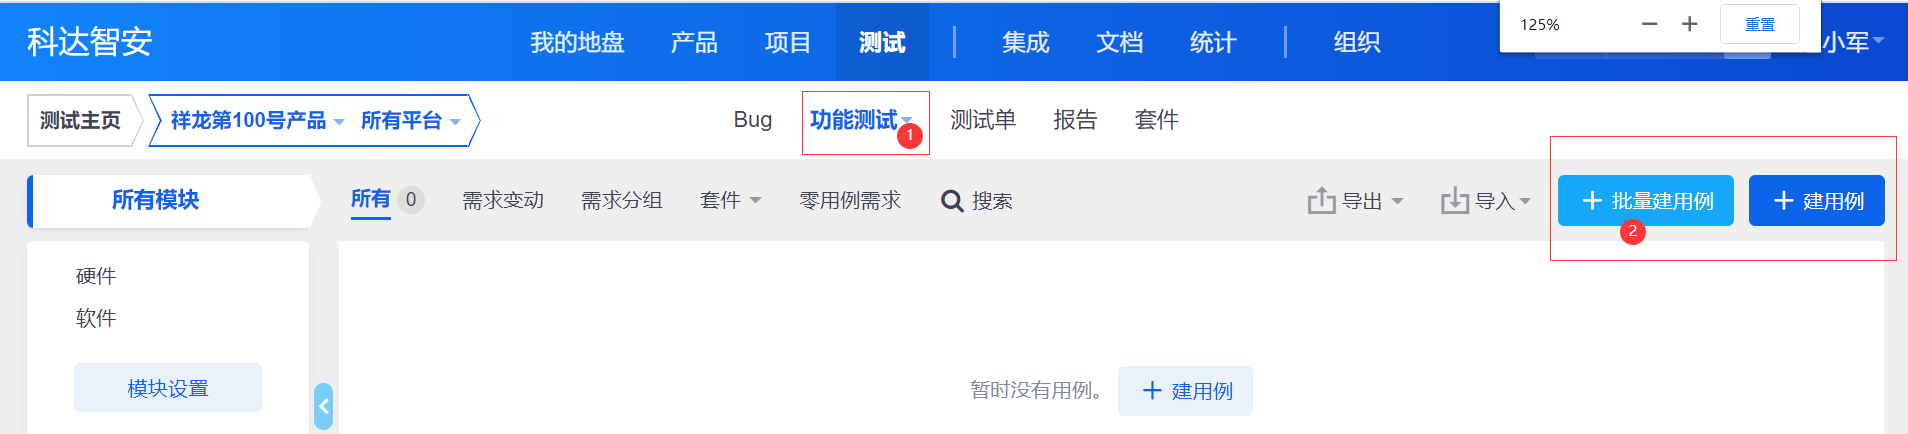 科达智安 我的地盘 产品 项目 测试 集成 文档 统计 组织 125% 重置 小军
测试主页 祥龙第100号产品 所有平台 Bug 功能测试 测试单 报告 套件
1
所有模块 所有 0 需求变动 需求分组 套件 零用例需求 搜索 导出 导入 批量建用例 建用例
2
硬件
软件
模块设置 暂时没有用例。 建用例